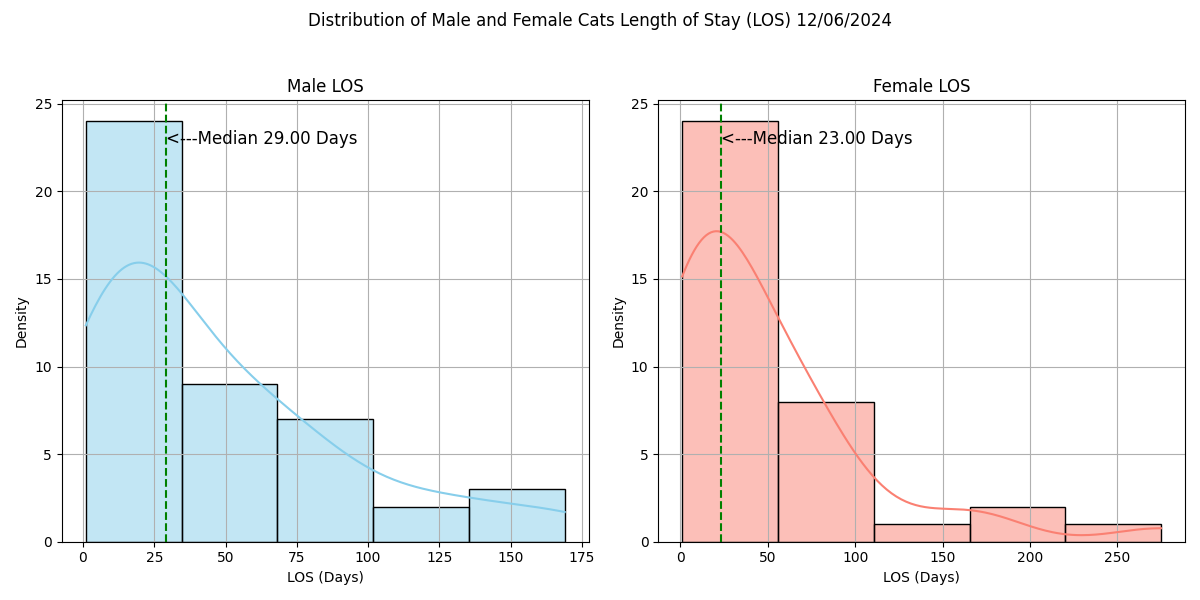 Distribution of Male and Female Cats Length of Stay (LOS) 12/06/2024
Male LOS
25
20
15
10
5
0
Density
<---Median 29.00 Days
0 25 50 75 100 125 150 175
LOS (Days)
Female LOS
25
20
15
10
5
0
Density
<---Median 23.00 Days
0 50 100 150 200 250
LOS (Days)